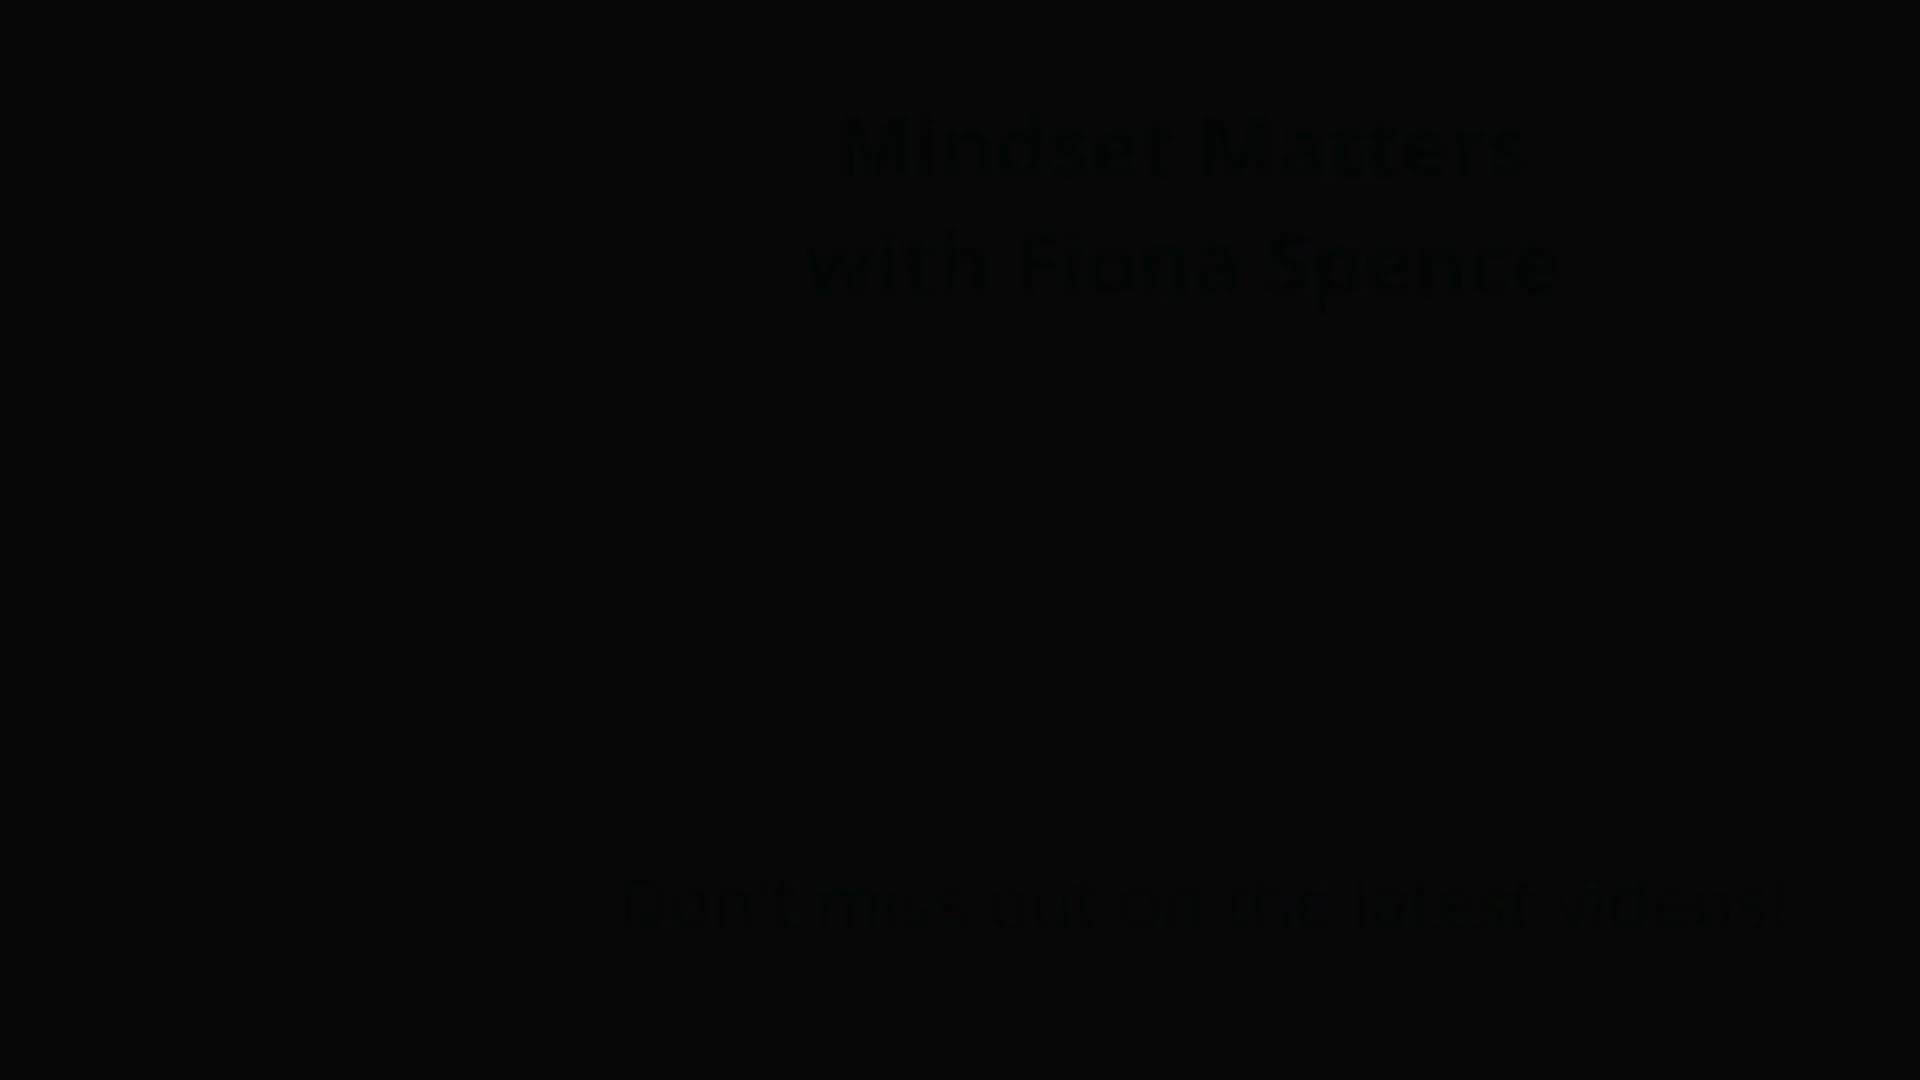 Mindset Matters
with Fiona Spence
Don't miss out on the latest videos!